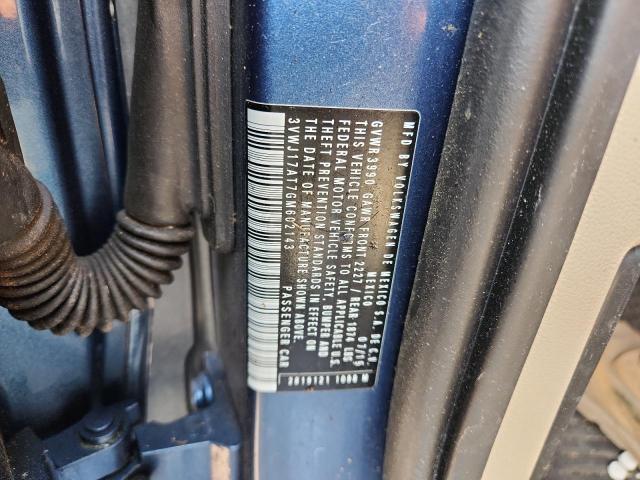 MFD BY VOLKSWAGEN DE MEXICO S.A. DE C.V.
MEXICO 07/15
GVWR 3990 GAWR FRONT 2227 / REAR
THIS VEHICLE CONFORMS TO ALL APPLICABLE U.S.
FEDERAL MOTOR VEHICLE SAFETY, BUMPER AND
THEFT PREVENTION STANDARDS IN EFFECT ON
THE DATE OF MANUFACTURE SHOWN ABOVE.
PASSENGER CAR